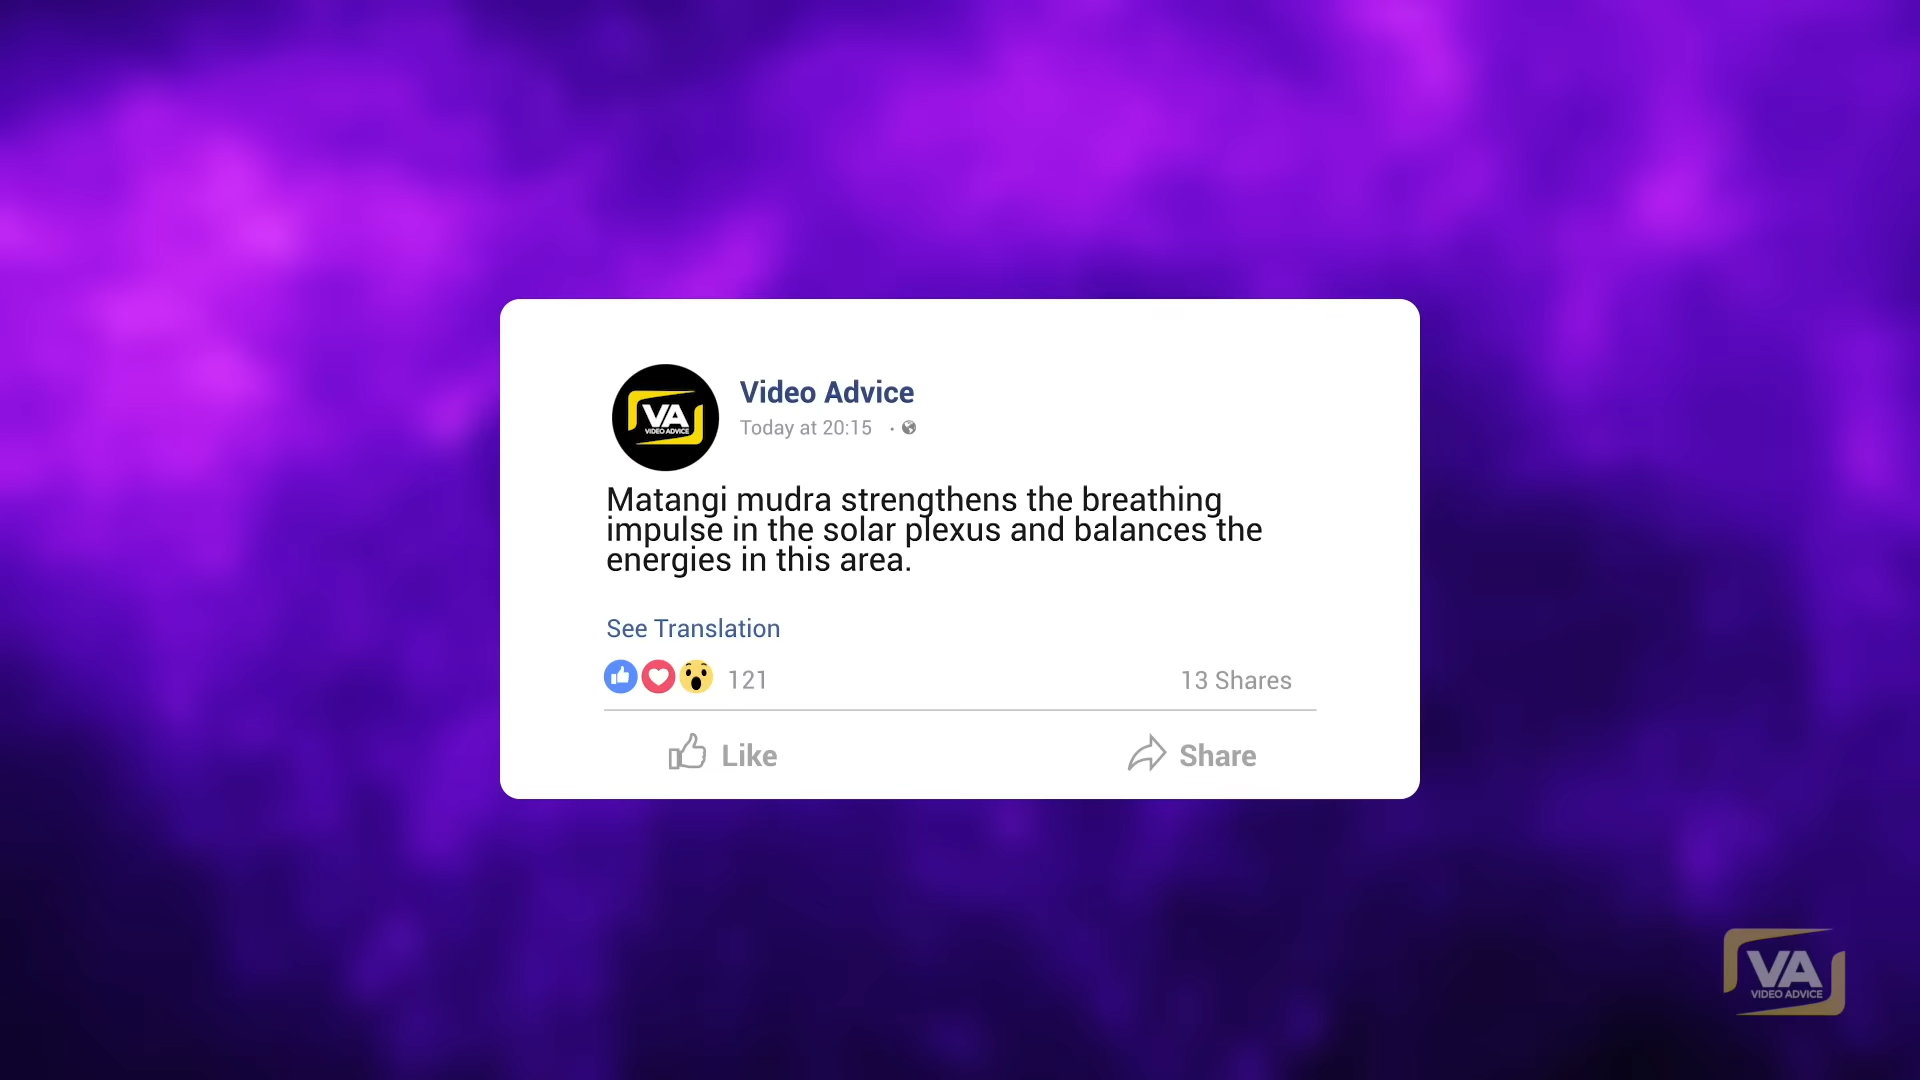 VA
VIDEO ADVICE
Video Advice
Today at 20:15
Matangi mudra strengthens the breathing
impulse in the solar plexus and balances the
energies in this area.
See Translation
121
13 Shares
Like
Share
VA
VIDEO ADVICE